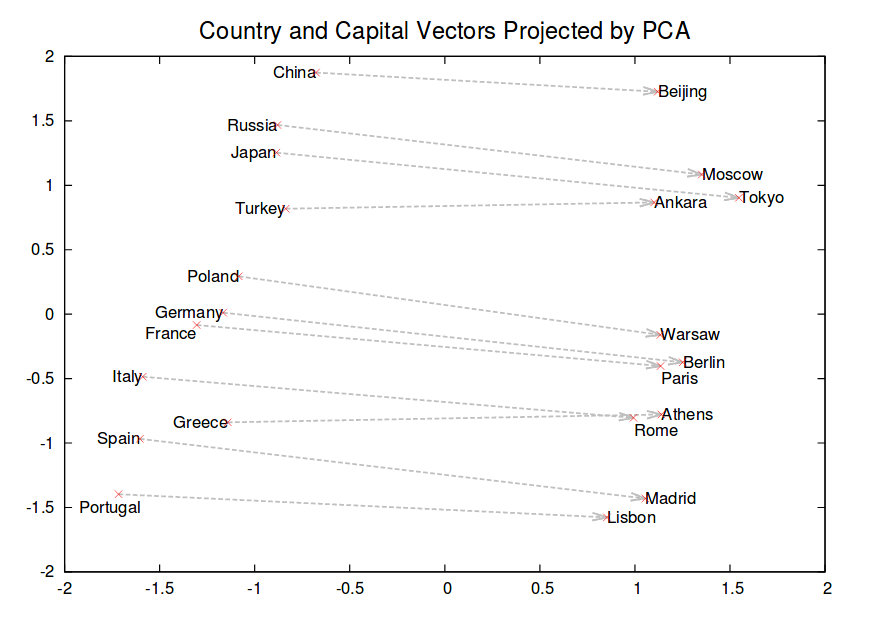 Country and Capital Vectors Projected by PCA
2
China
Beijing
1.5
Russia
Japan
Moscow
1
Tokyo
Turkey
Ankara
0.5
Poland
Germany
0
France
Warsaw
Berlin
Paris
-0.5
Italy
Greece
Athens
Rome
Spain
-1
Madrid
Portugal
-1.5
Lisbon
-2
-2 -1.5 -1 -0.5 0 0.5 1 1.5 2